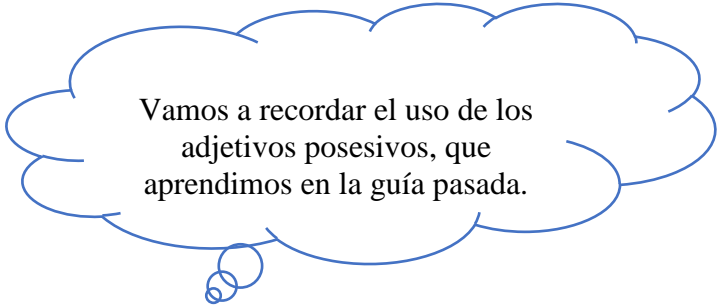 Vamos a recordar el uso de los
adjetivos posesivos, que
aprendimos en la guía pasada.